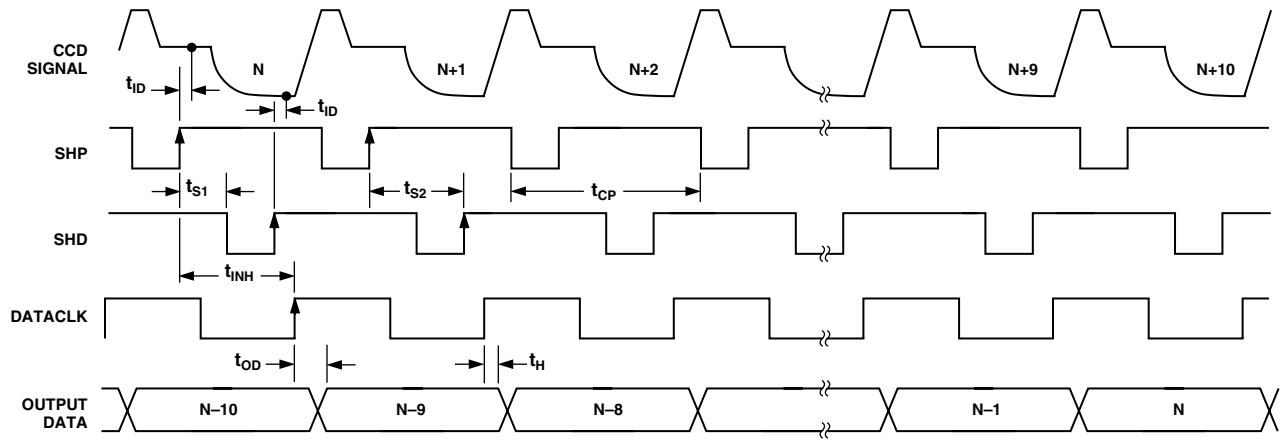 CCD
SIGNAL
N
N+1
N+2
N+9
N+10
tID
tID
SHP
tS1
tS2
tCP
SHD
tINH
DATACLK
tOD
tH
OUTPUT
DATA
N–10
N–9
N–8
N–1
N